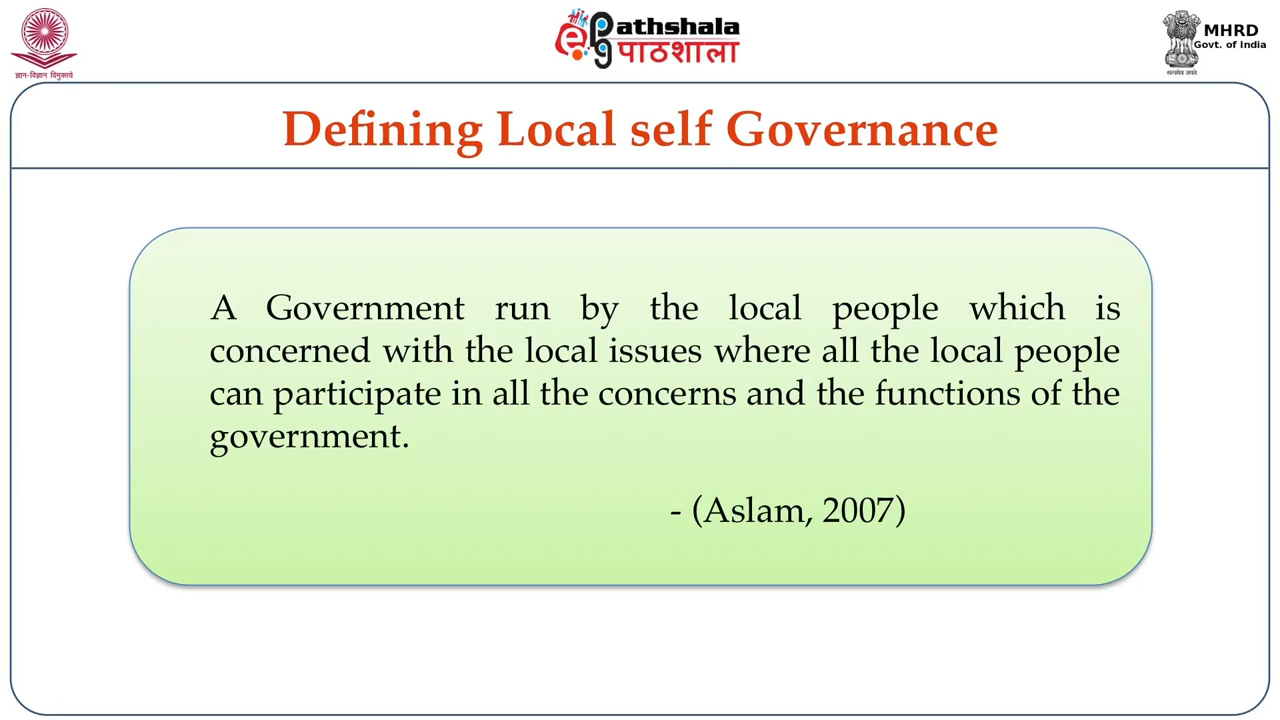 ज्ञान-विज्ञान विमुक्तये
ePathshala
पाठशाला
MHRD
Govt. of India
सत्यमेव जयते
Defining Local self Governance
A Government run by the local people which is
concerned with the local issues where all the local people
can participate in all the concerns and the functions of the
government.
- (Aslam, 2007)